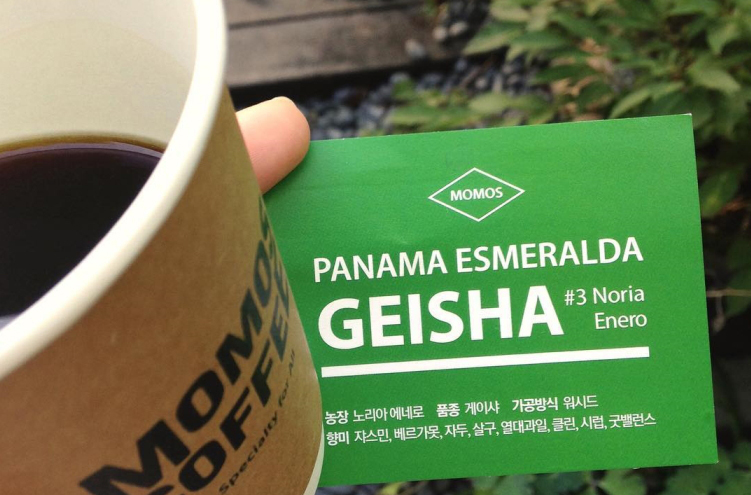 MOMOS
COFFEE
Specialty for All
MOMOS
PANAMA ESMERALDA
GEISHA #3 Noria
Enero
농장 노리아 에네로 품종 게이샤 가공방식 워시드
향미 쟈스민, 베르가못, 자두, 살구, 열대과일, 클린, 시럽, 굿밸런스